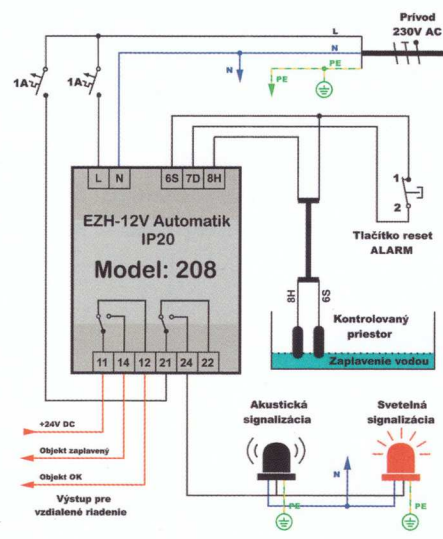 Prívod
230V AC
L
N
PE
N
PE
1A
1A
L N 6S 7D 8H
EZH-12V Automatik
IP20
Model: 208
11 14 12 21 24 22
1
2
Tlačítko reset
ALARM
8H
6S
Kontrolovaný
priestor
Zaplavenie vodou
+24V DC
Objekt zaplavený
Objekt OK
Výstup pre
vzdialené riadenie
Akustická
signalizácia
Svetelná
signalizácia
N
PE
PE